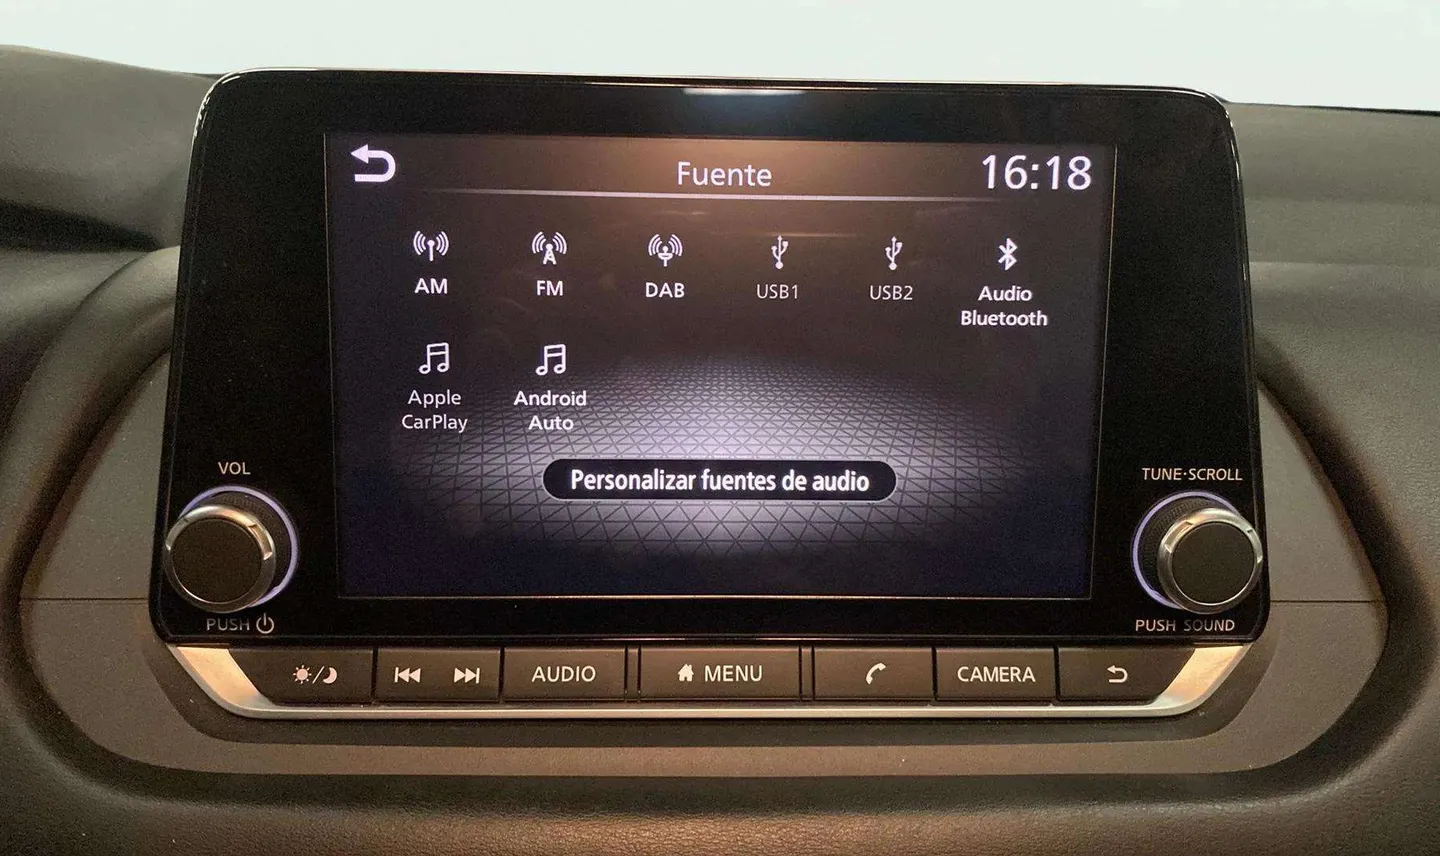 Fuente
16:18
AM
FM
DAB
USB1
USB2
Audio
Bluetooth
Apple
CarPlay
Android
Auto
Personalizar fuentes de audio
VOL
TUNE·SCROLL
PUSH
PUSH SOUND
AUDIO
MENU
CAMERA